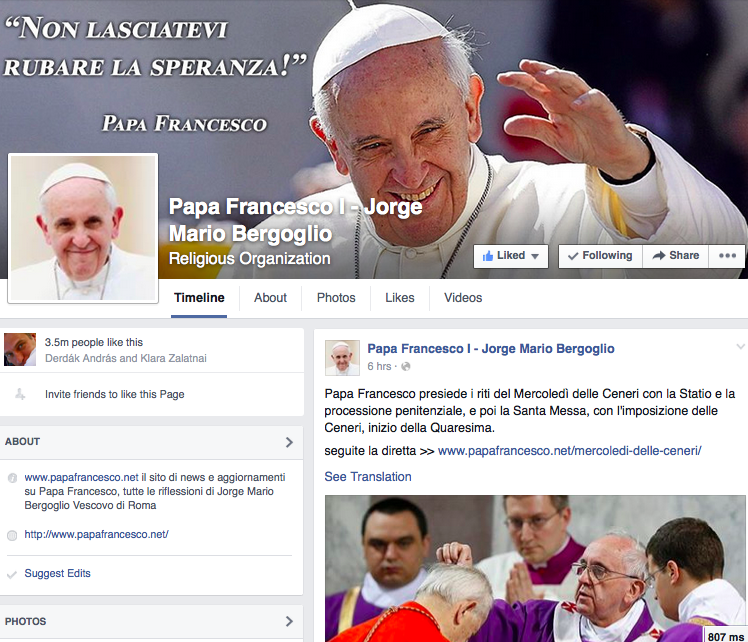 “NON LASCIATEVI
RUBARE LA SPERANZA!”
PAPA FRANCESCO
Papa Francesco I - Jorge
Mario Bergoglio
Religious Organization
Liked
Following
Share
Timeline
About
Photos
Likes
Videos
3.5m people like this
Derdák András and Klara Zalatnai
Invite friends to like this Page
ABOUT
www.papafrancesco.net il sito di news e aggiornamenti
su Papa Francesco, tutte le riflessioni di Jorge Mario
Bergoglio Vescovo di Roma
http://www.papafrancesco.net/
Suggest Edits
PHOTOS
Papa Francesco I - Jorge Mario Bergoglio
6 hrs ·
Papa Francesco presiede i riti del Mercoledì delle Ceneri con la Statio e la
processione penitenziale, e poi la Santa Messa, con l'imposizione delle
Ceneri, inizio della Quaresima.
seguite la diretta >> www.papafrancesco.net/mercoledi-delle-ceneri/
See Translation
807 ms